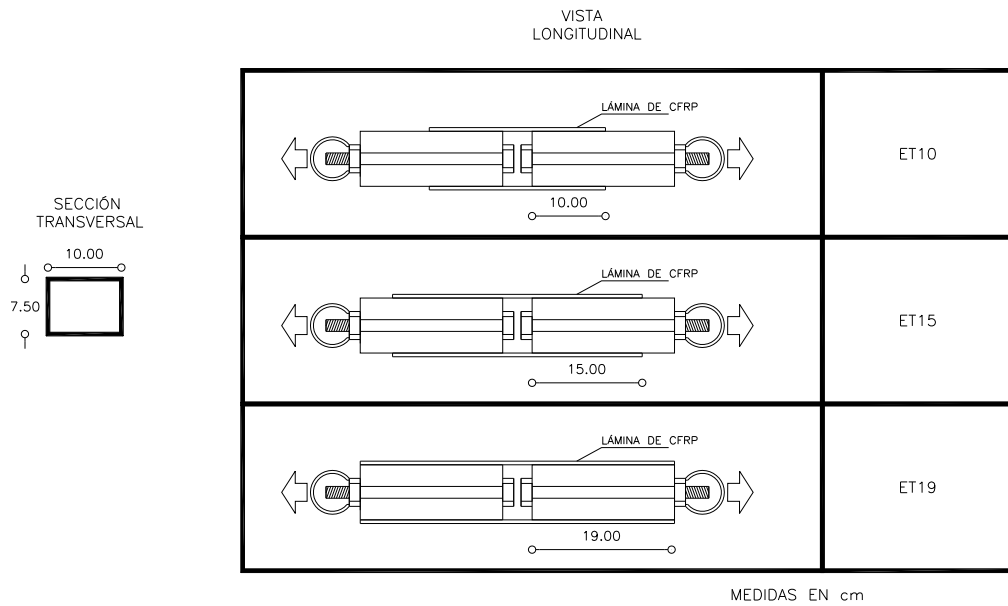 VISTA
LONGITUDINAL
LÁMINA DE CFRP
10.00
ET10
SECCIÓN
TRANSVERSAL
10.00
7.50
LÁMINA DE CFRP
15.00
ET15
LÁMINA DE CFRP
19.00
ET19
MEDIDAS EN cm